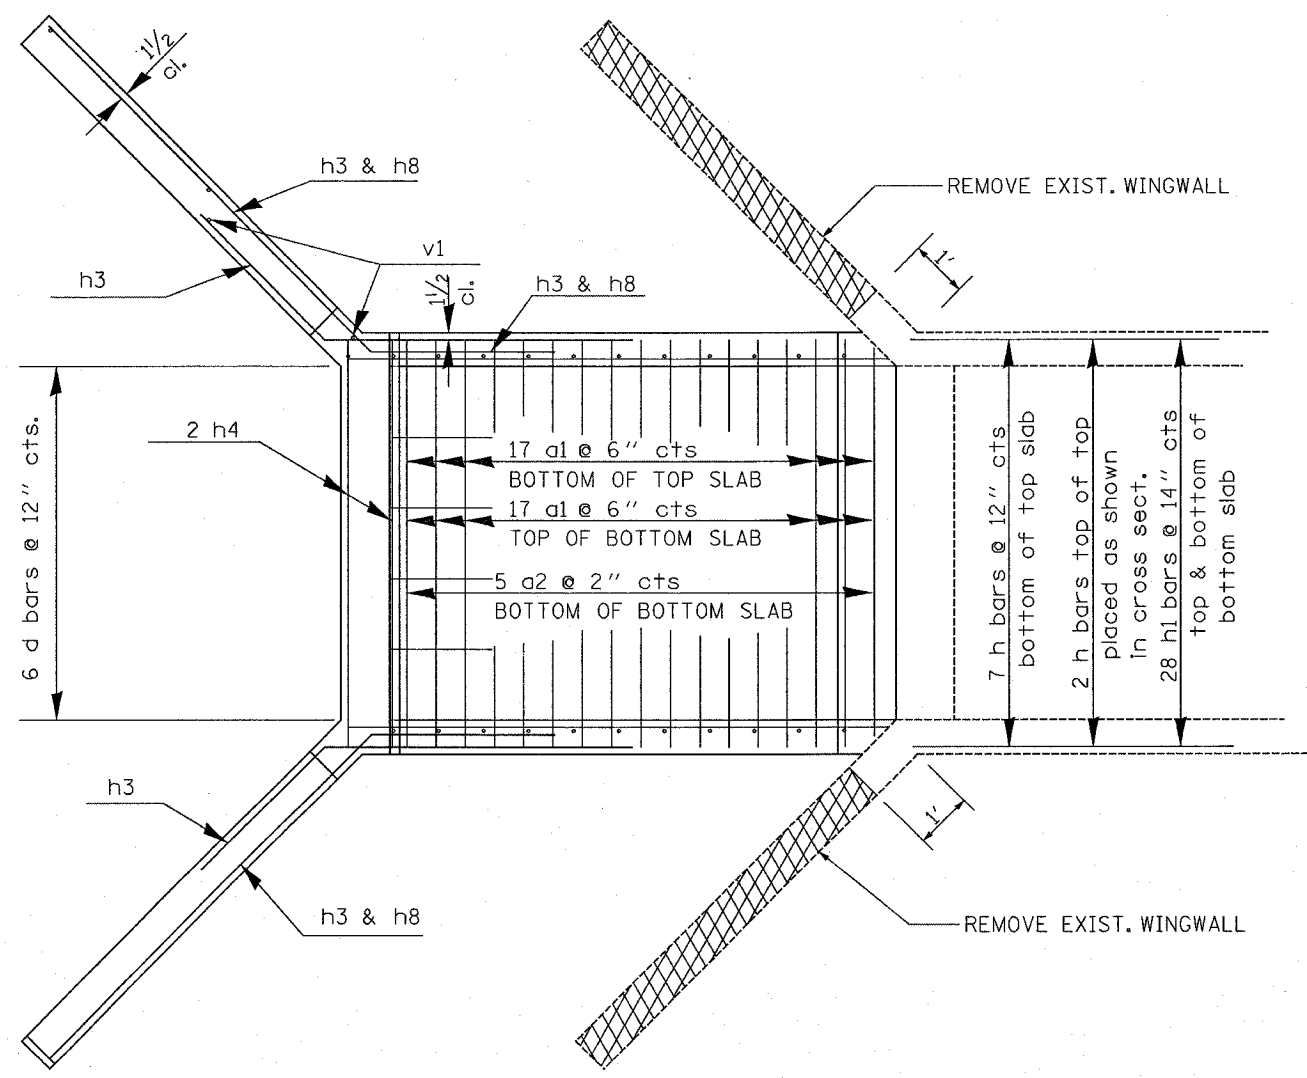 1 1/2
cl.
h3 & h8
REMOVE EXIST. WINGWALL
v1
1'
h3
1 1/2
cl.
h3 & h8
2 h4
6 d bars @ 12" cts.
17 a1 @ 6" cts
BOTTOM OF TOP SLAB
17 a1 @ 6" cts
TOP OF BOTTOM SLAB
5 a2 @ 2" cts
BOTTOM OF BOTTOM SLAB
7 h bars @ 12" cts
bottom of top slab
2 h bars top of top
placed as shown
in cross sect.
28 h1 bars @ 14" cts
top & bottom of
bottom slab
h3
1'
h3 & h8
REMOVE EXIST. WINGWALL